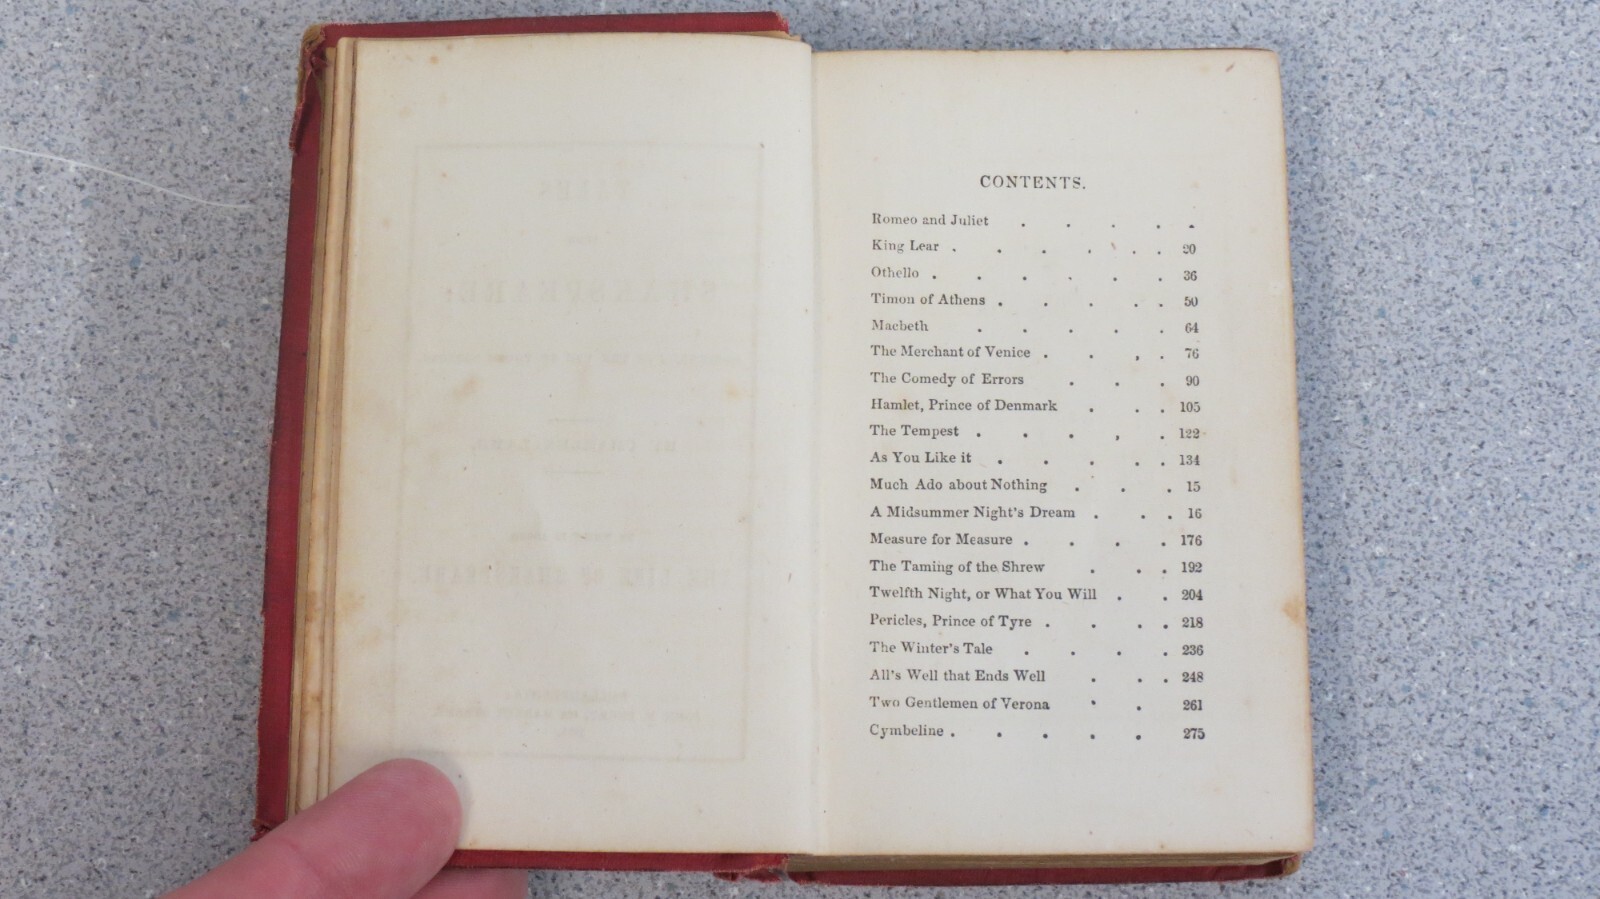 CONTENTS.
Romeo and Juliet . . . . .
King Lear . . . . . . . 20
Othello . . . . . . 36
Timon of Athens . . . . . 50
Macbeth . . . . . 64
The Merchant of Venice . . , . 76
The Comedy of Errors . . . 90
Hamlet, Prince of Denmark . . . 105
The Tempest . . . , . 122
As You Like it . . . . . 134
Much Ado about Nothing . . . 15
A Midsummer Night's Dream . . . 16
Measure for Measure . . . . 176
The Taming of the Shrew . . . 192
Twelfth Night, or What You Will . . 204
Pericles, Prince of Tyre . . . . 218
The Winter's Tale . . . . 236
All's Well that Ends Well . . . 248
Two Gentlemen of Verona . . 261
Cymbeline . . . . . 275